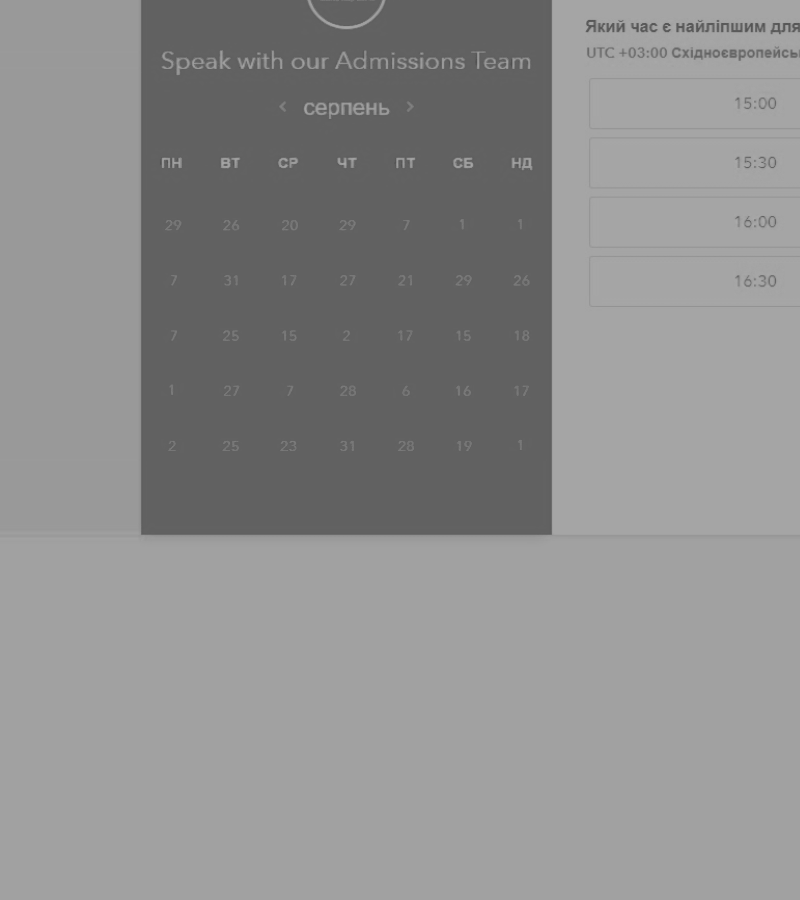 Speak with our Admissions Team
< серпень >
ПН ВТ СР ЧТ ПТ СБ НД
29 26 20 29 7 1 1
7 31 17 27 21 29 26
7 25 15 2 17 15 18
1 27 7 28 6 16 17
2 25 23 31 28 19 1
Який час є найліпшим для
UTC +03:00 Східноєвропейсь
15:00
15:30
16:00
16:30